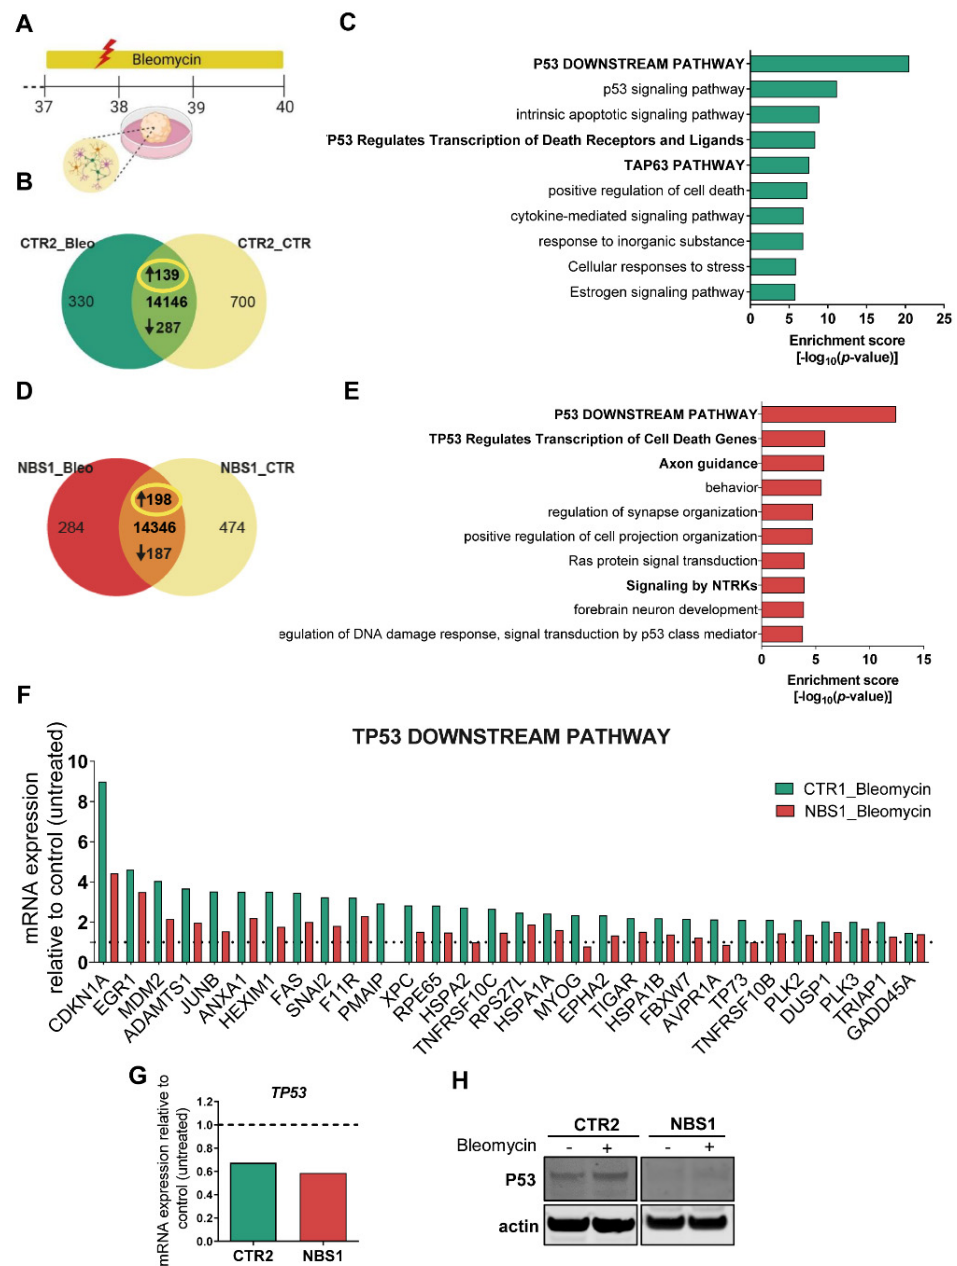 A
Bleomycin
37 38 39 40
B
CTR2_Bleo CTR2_CTR
↑139
330 14146 700
↓287
C
P53 DOWNSTREAM PATHWAY
p53 signaling pathway
intrinsic apoptotic signaling pathway
TP53 Regulates Transcription of Death Receptors and Ligands
TAP63 PATHWAY
positive regulation of cell death
cytokine-mediated signaling pathway
response to inorganic substance
Cellular responses to stress
Estrogen signaling pathway
0 5 10 15 20 25
Enrichment score
[-log10(p-value)]
D
NBS1_Bleo NBS1_CTR
↑198
284 14346 474
↓187
E
P53 DOWNSTREAM PATHWAY
TP53 Regulates Transcription of Cell Death Genes
Axon guidance
behavior
regulation of synapse organization
positive regulation of cell projection organization
Ras protein signal transduction
Signaling by NTRKs
forebrain neuron development
egulation of DNA damage response, signal transduction by p53 class mediator
0 5 10 15
Enrichment score
[-log10(p-value)]
F
TP53 DOWNSTREAM PATHWAY
mRNA expression
relative to control (untreated)
10
8
6
4
2
0
CTR1_Bleomycin
NBS1_Bleomycin
CDKN1A
EGR1
MDM2
ADAMTS1
JUNB
ANXA1
HEXIM1
FAS
SNAI2
F11R
PMAIP
XPC
RPE65
HSPA2
TNFRSF10C
RPS27L
HSPA1A
MYOG
EPHA2
TIGAR
HSPA1B
FBXW7
AVPR1A
TP73
TNFRSF10B
PLK2
DUSP1
PLK3
TRIAP1
GADD45A
G
TP53
mRNA expression relative to
control (untreated)
1.2
1.0
0.8
0.6
0.4
0.2
0.0
CTR2 NBS1
H
CTR2 NBS1
Bleomycin - + - +
P53
actin